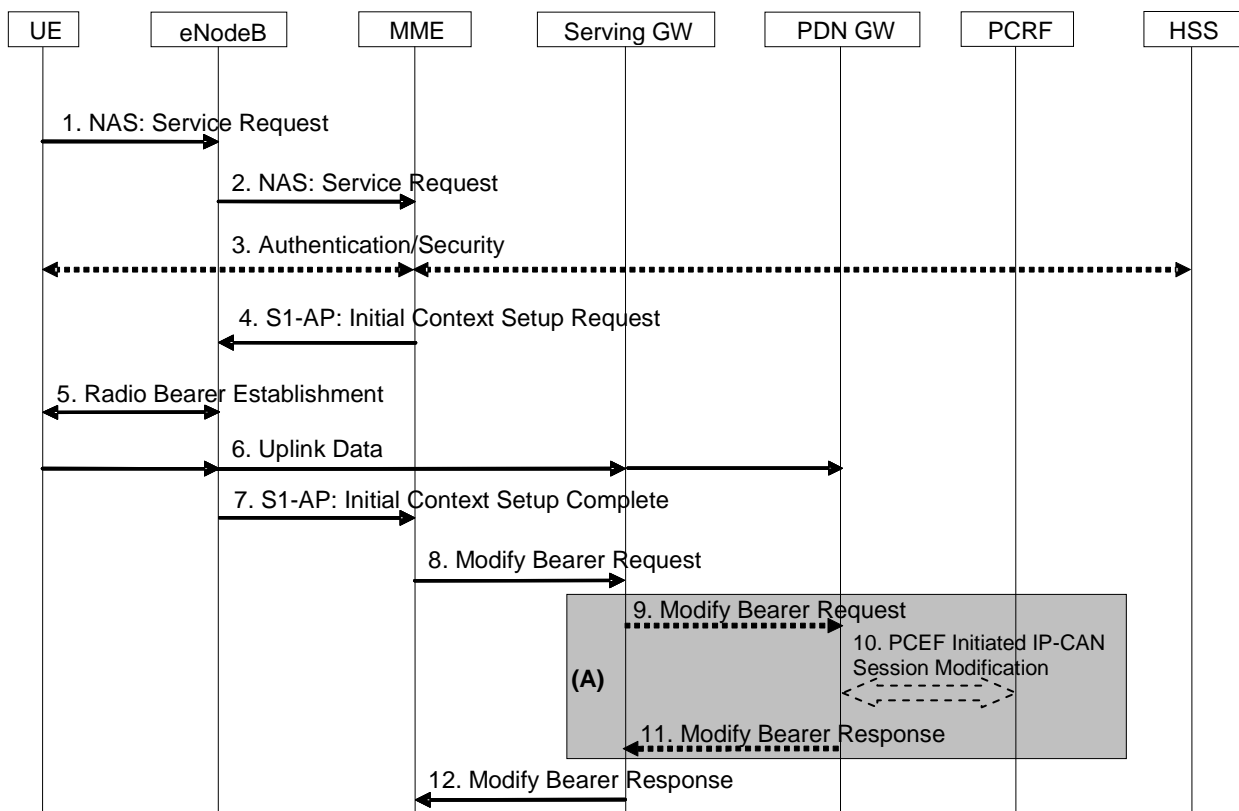 UE
eNodeB
MME
Serving GW
PDN GW
PCRF
HSS
1. NAS: Service Request
2. NAS: Service Request
3. Authentication/Security
4. S1-AP: Initial Context Setup Request
5. Radio Bearer Establishment
6. Uplink Data
7. S1-AP: Initial Context Setup Complete
8. Modify Bearer Request
9. Modify Bearer Request
10. PCEF Initiated IP-CAN
Session Modification
(A)
11. Modify Bearer Response
12. Modify Bearer Response